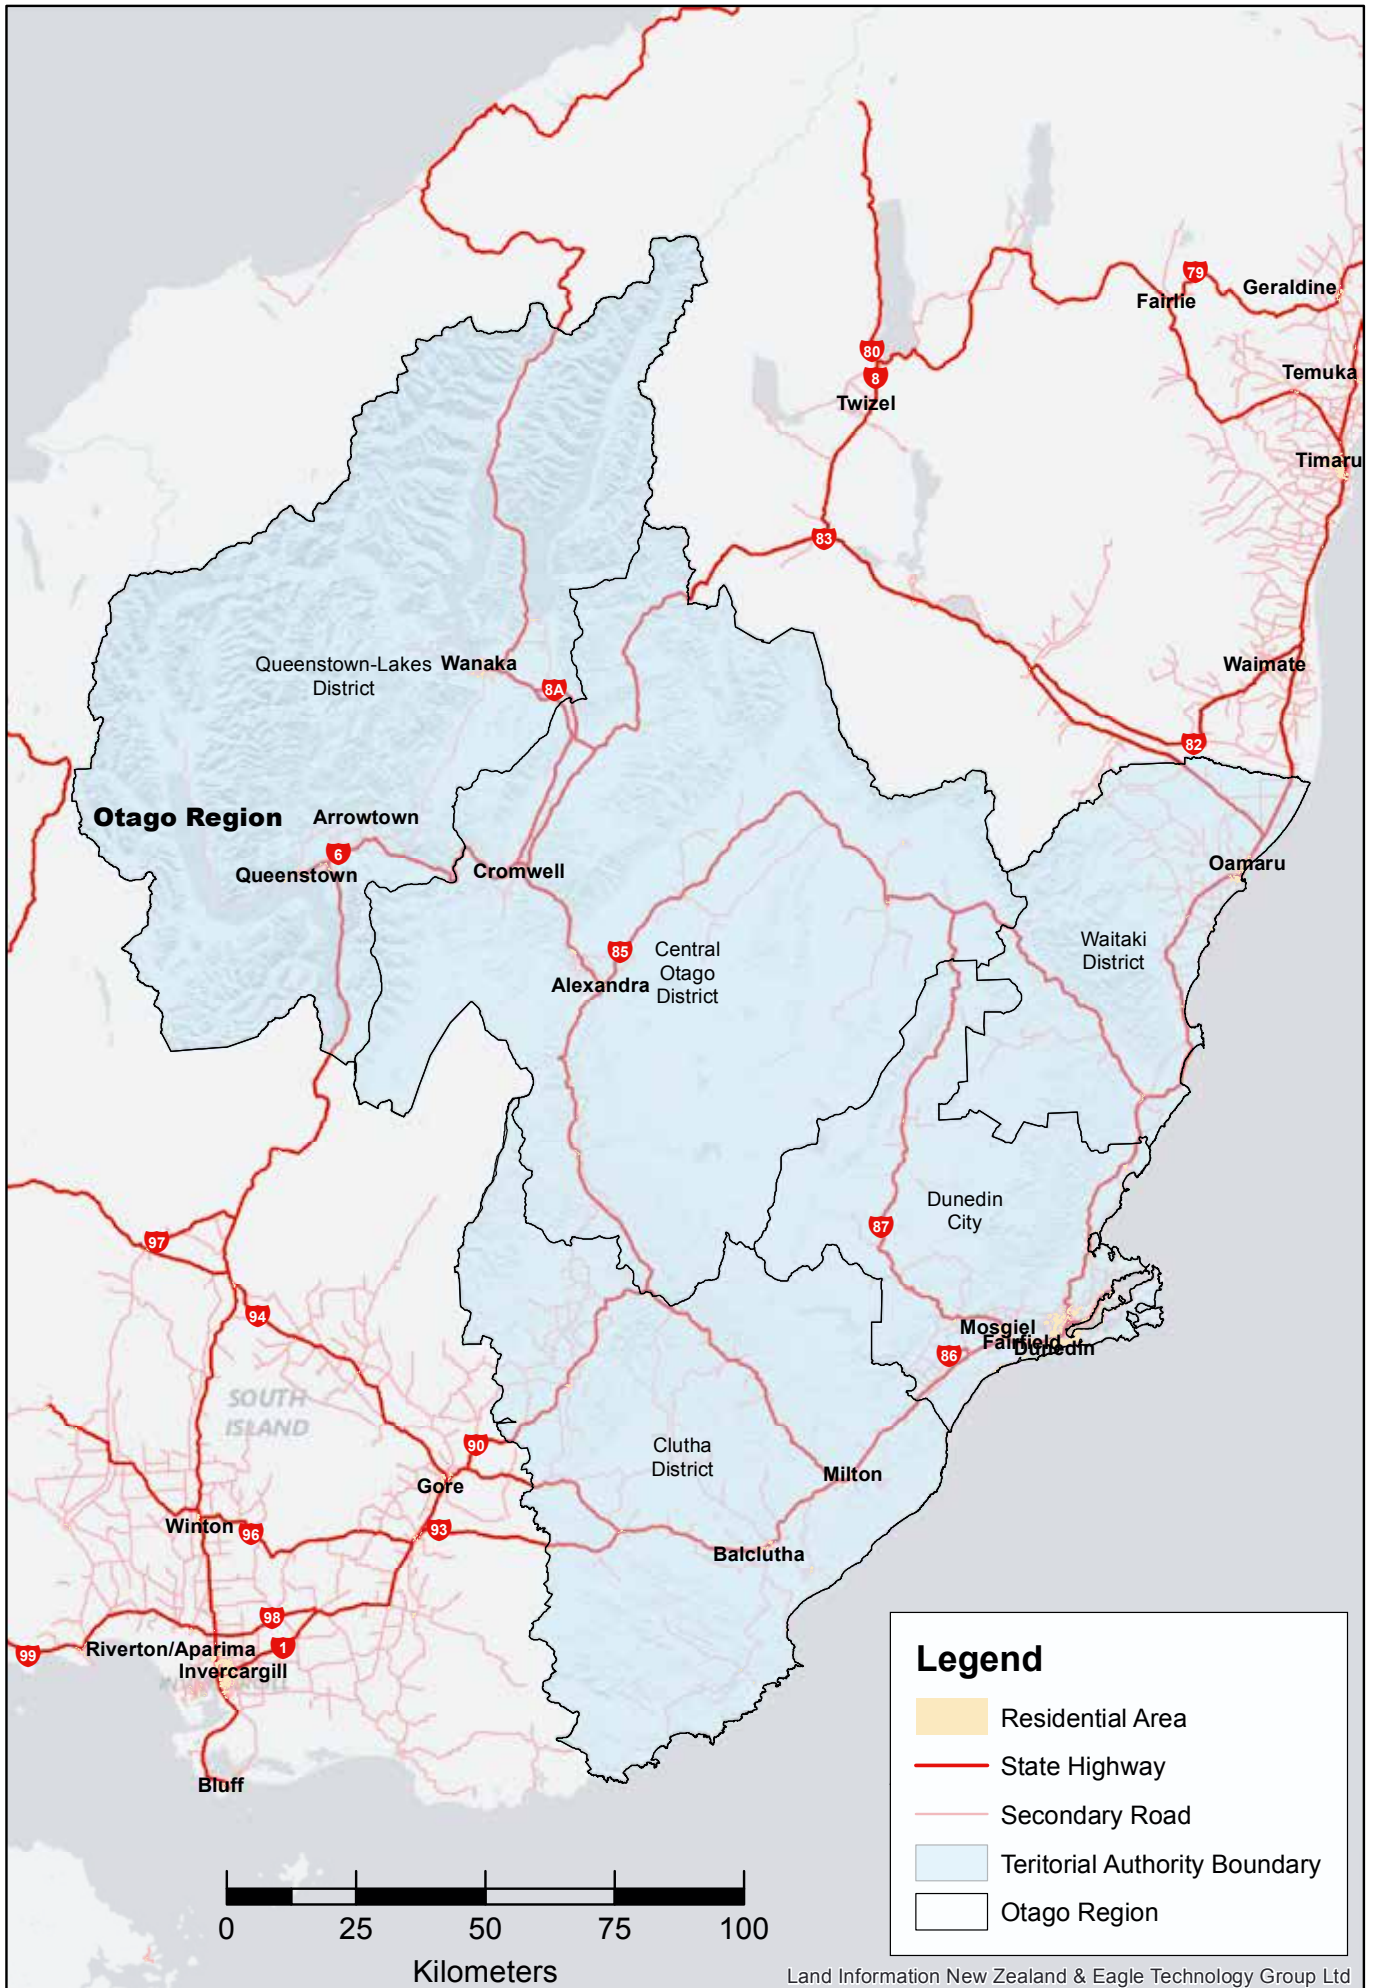 79
Geraldine
Fairlie
80
8
Temuka
Twizel
Timaru
83
Queenstown-Lakes
District
Wanaka
Waimate
8A
82
Otago Region
Arrowtown
6
Queenstown
Cromwell
Oamaru
85
Central
Otago
District
Waitaki
District
Alexandra
Dunedin
City
87
97
94
Mosgiel
Fairfield
Dunedin
86
SOUTH
ISLAND
90
Clutha
District
Gore
Milton
Winton
96
93
Balclutha
98
99
Riverton/Aparima
1
Invercargill
Bluff
Legend
Residential Area
State Highway
Secondary Road
Teritorial Authority Boundary
Otago Region
0
25
50
75
100
Kilometers
Land Information New Zealand & Eagle Technology Group Ltd